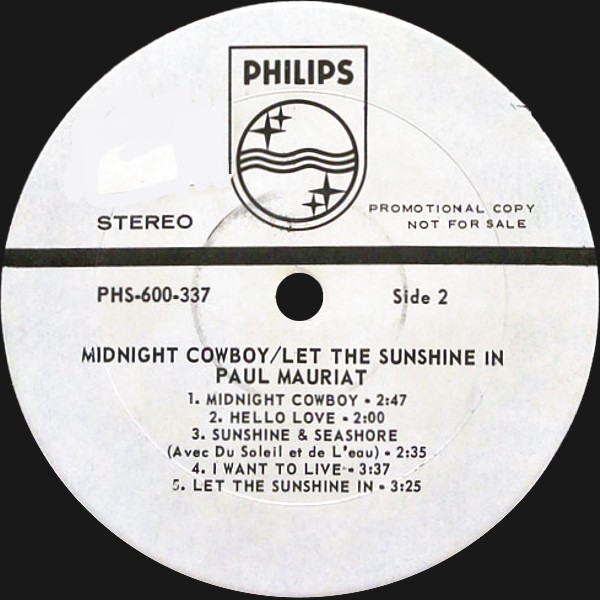 PHILIPS
STEREO
PROMOTIONAL COPY
NOT FOR SALE
PHS-600-337
Side 2
MIDNIGHT COWBOY/LET THE SUNSHINE IN
PAUL MAURIAT
1. MIDNIGHT COWBOY - 2:47
2. HELLO LOVE - 2:00
3. SUNSHINE & SEASHORE
(Avec Du Soleil et de L'eau) - 2:35
4. I WANT TO LIVE - 3:37
5. LET THE SUNSHINE IN - 3:25